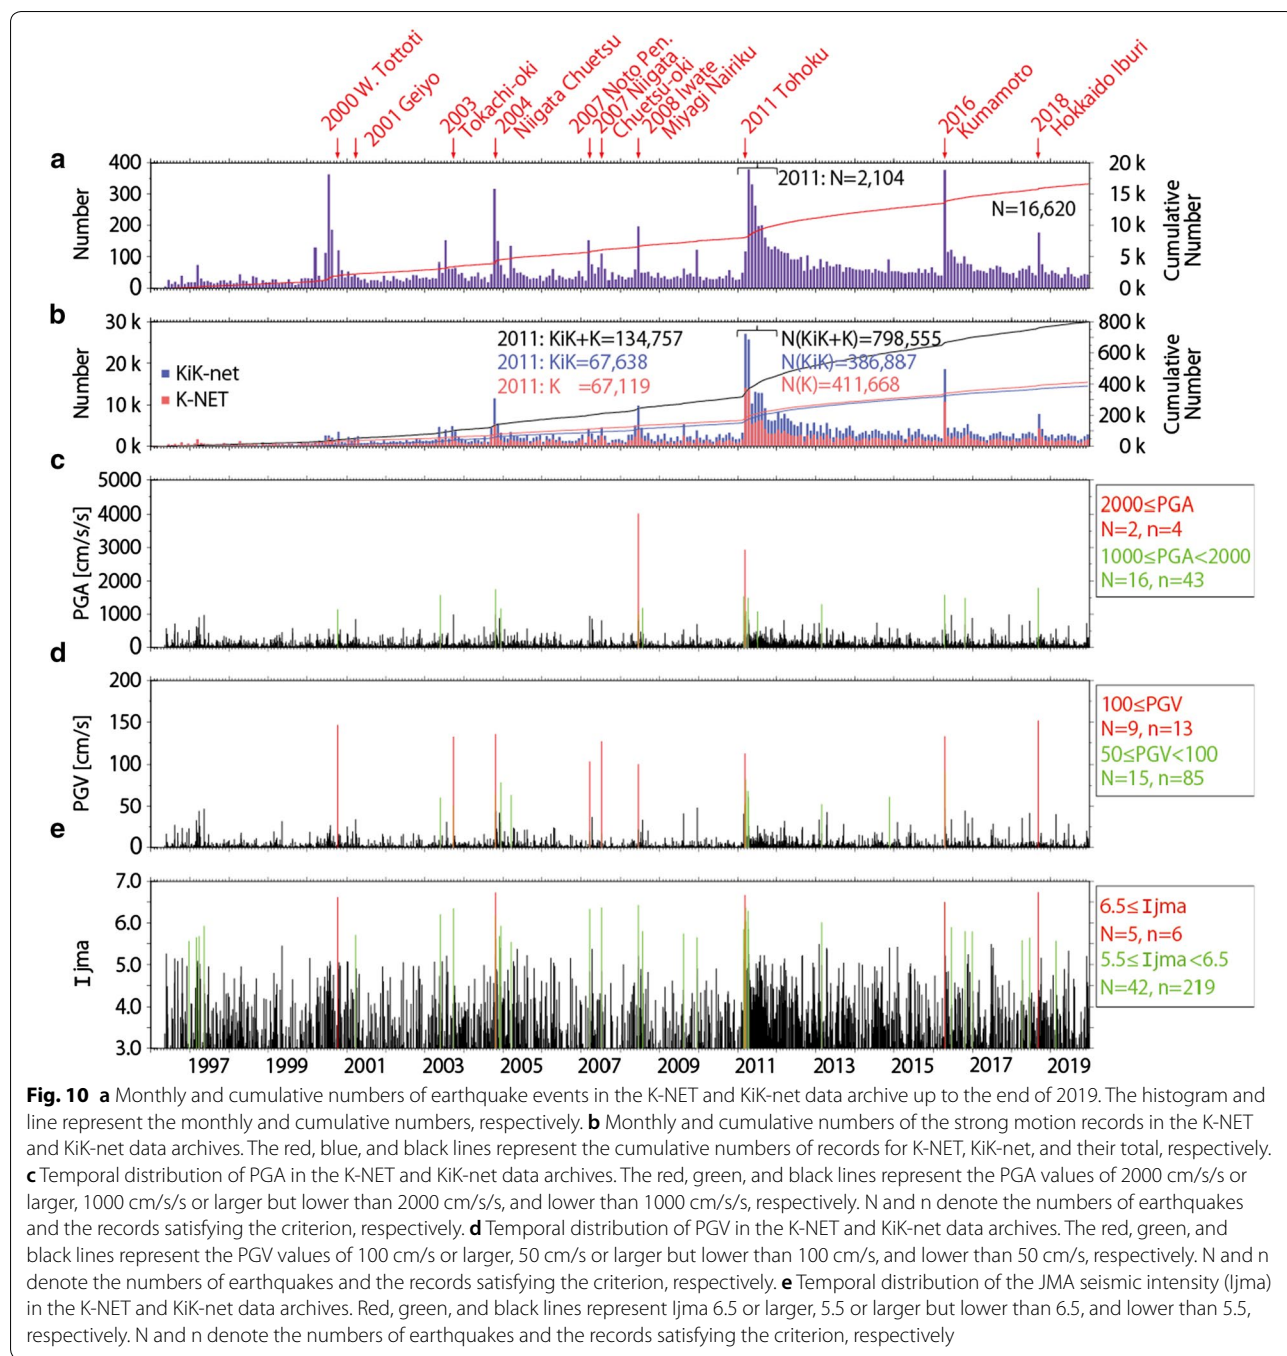 2000 W. Tottoti
2001 Geiyo
2003
Tokachi-oki
2004
Niigata Chuetsu
2007 Noto Pen.
2007 Niigata
Chuetsu-oki
2008 Iwate
Miyagi Nairiku
2011 Tohoku
2016
Kumamoto
2018
Hokkaido Iburi
a
400
300
200
100
0
Number
2011: N=2,104
N=16,620
20 k
15 k
10 k
5 k
0 k
Cumulative
Number
b
30 k
20 k
10 k
0 k
Number
KiK-net
K-NET
2011: KiK+K=134,757
2011: KiK=67,638
2011: K =67,119
N(KiK+K)=798,555
N(KiK)=386,887
N(K)=411,668
800 k
600 k
400 k
200 k
0 k
Cumulative
Number
c
5000
4000
3000
2000
1000
0
PGA [cm/s/s]
2000≤PGA
N=2, n=4
1000≤PGA<2000
N=16, n=43
d
200
150
100
50
0
PGV [cm/s]
100≤PGV
N=9, n=13
50≤PGV<100
N=15, n=85
e
7.0
6.0
5.0
4.0
3.0
Ijma
6.5≤Ijma
N=5, n=6
5.5≤Ijma<6.5
N=42, n=219
1997 1999 2001 2003 2005 2007 2009 2011 2013 2015 2017 2019
Fig. 10 a Monthly and cumulative numbers of earthquake events in the K-NET and KiK-net data archive up to the end of 2019. The histogram and
line represent the monthly and cumulative numbers, respectively. b Monthly and cumulative numbers of the strong motion records in the K-NET
and KiK-net data archives. The red, blue, and black lines represent the cumulative numbers of records for K-NET, KiK-net, and their total, respectively.
c Temporal distribution of PGA in the K-NET and KiK-net data archives. The red, green, and black lines represent the PGA values of 2000 cm/s/s or
larger, 1000 cm/s/s or larger but lower than 2000 cm/s/s, and lower than 1000 cm/s/s, respectively. N and n denote the numbers of earthquakes
and the records satisfying the criterion, respectively. d Temporal distribution of PGV in the K-NET and KiK-net data archives. The red, green, and
black lines represent the PGV values of 100 cm/s or larger, 50 cm/s or larger but lower than 100 cm/s, and lower than 50 cm/s, respectively. N and n
denote the numbers of earthquakes and the records satisfying the criterion, respectively. e Temporal distribution of the JMA seismic intensity (Ijma)
in the K-NET and KiK-net data archives. Red, green, and black lines represent Ijma 6.5 or larger, 5.5 or larger but lower than 6.5, and lower than 5.5,
respectively. N and n denote the numbers of earthquakes and the records satisfying the criterion, respectively